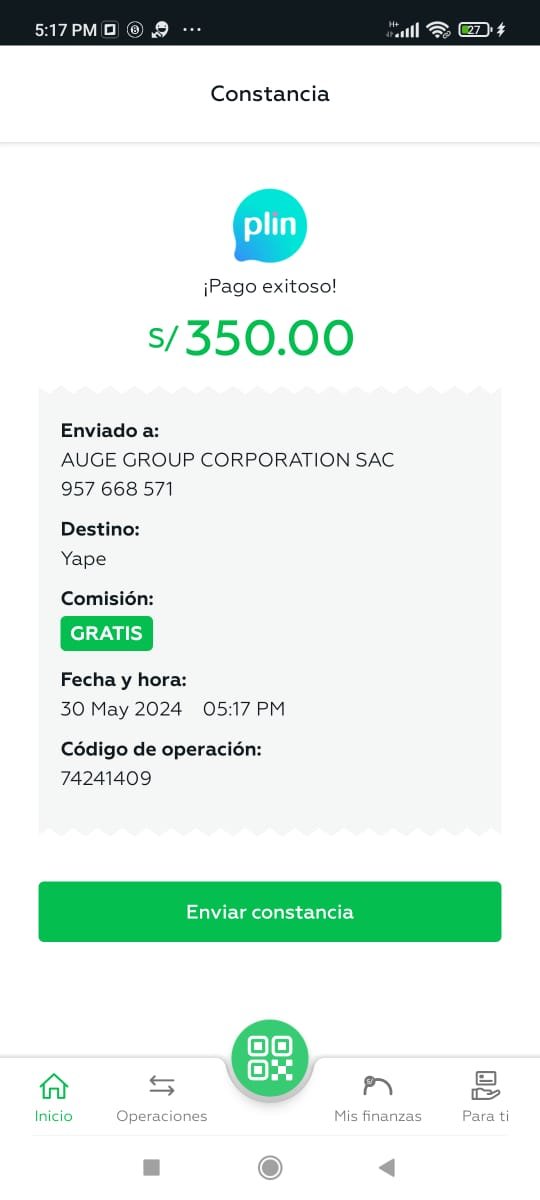 5:17 PM
H+
27
Constancia
plin
¡Pago exitoso!
S/350.00
Enviado a:
AUGE GROUP CORPORATION SAC
957 668 571
Destino:
Yape
Comisión:
GRATIS
Fecha y hora:
30 May 2024 05:17 PM
Código de operación:
74241409
Enviar constancia
Inicio
Operaciones
Mis finanzas
Para ti